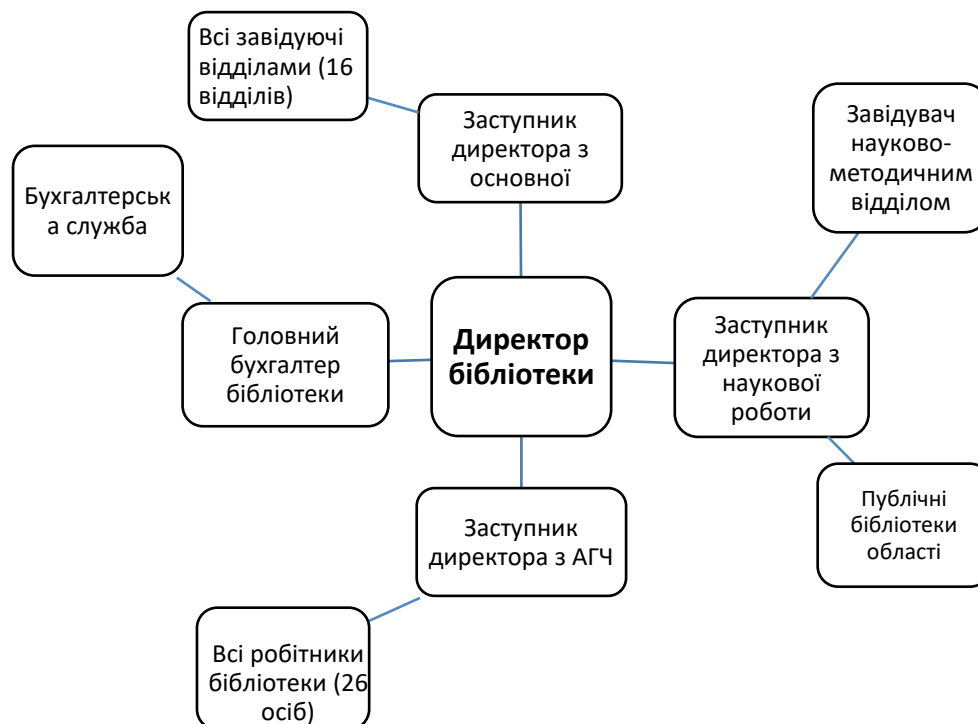 Всі завідуючі
відділами (16
відділів)
Заступник
директора з
основної
Завідувач
науково-
методичним
відділом
Бухгалтерськ
а служба
Головний
бухгалтер
бібліотеки
Директор
бібліотеки
Заступник
директора з
наукової
роботи
Заступник
директора з АГЧ
Публічні
бібліотеки
області
Всі робітники
бібліотеки (26
осіб)